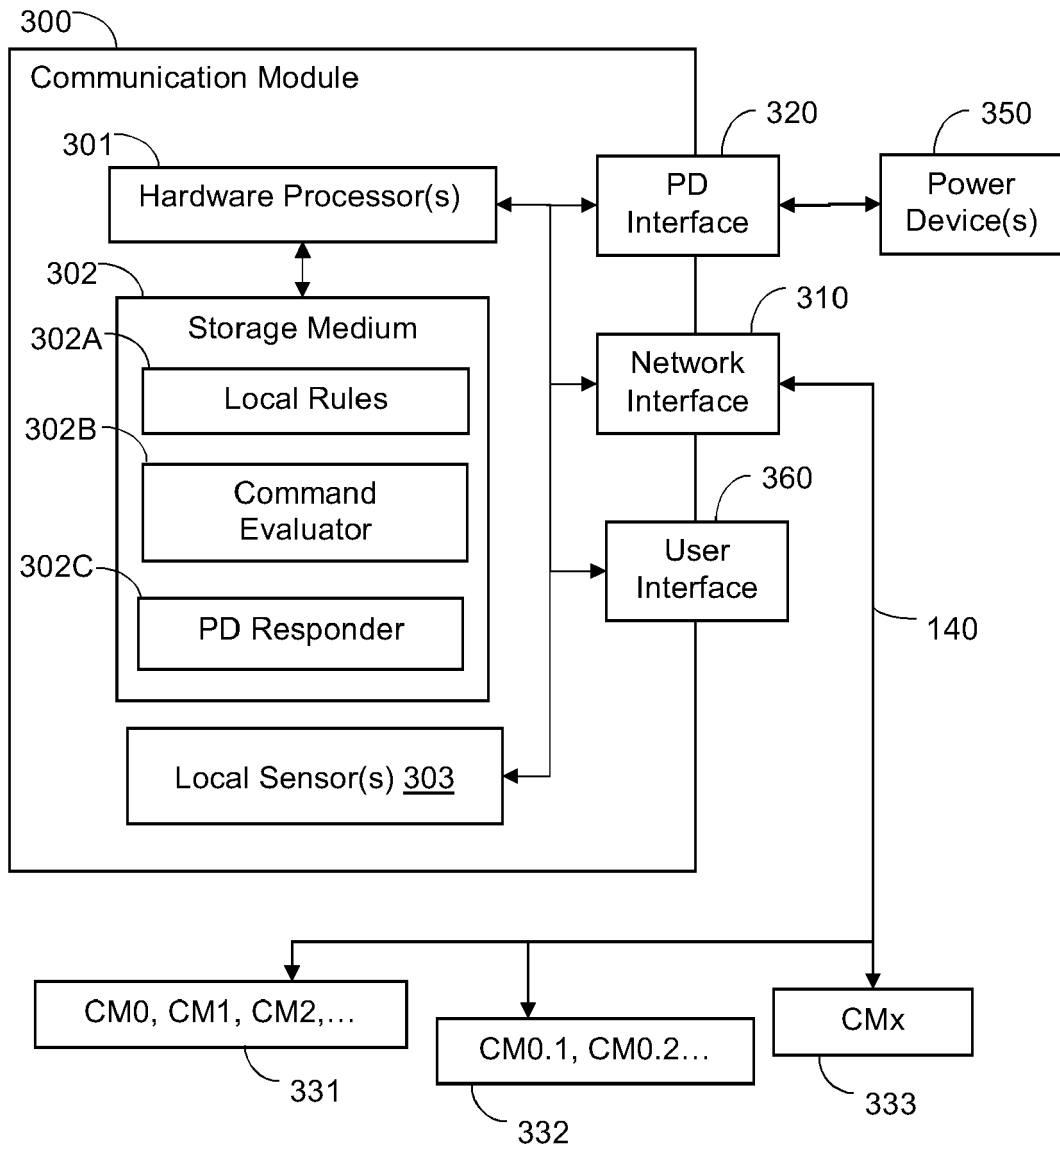 300
Communication Module
301
Hardware Processor(s)
320
PD
Interface
350
Power
Device(s)
302
Storage Medium
302A
Local Rules
310
Network
Interface
302B
Command
Evaluator
360
User
Interface
302C
PD Responder
140
Local Sensor(s) 303
CM0, CM1, CM2,…
331
CM0.1, CM0.2…
332
CMx
333